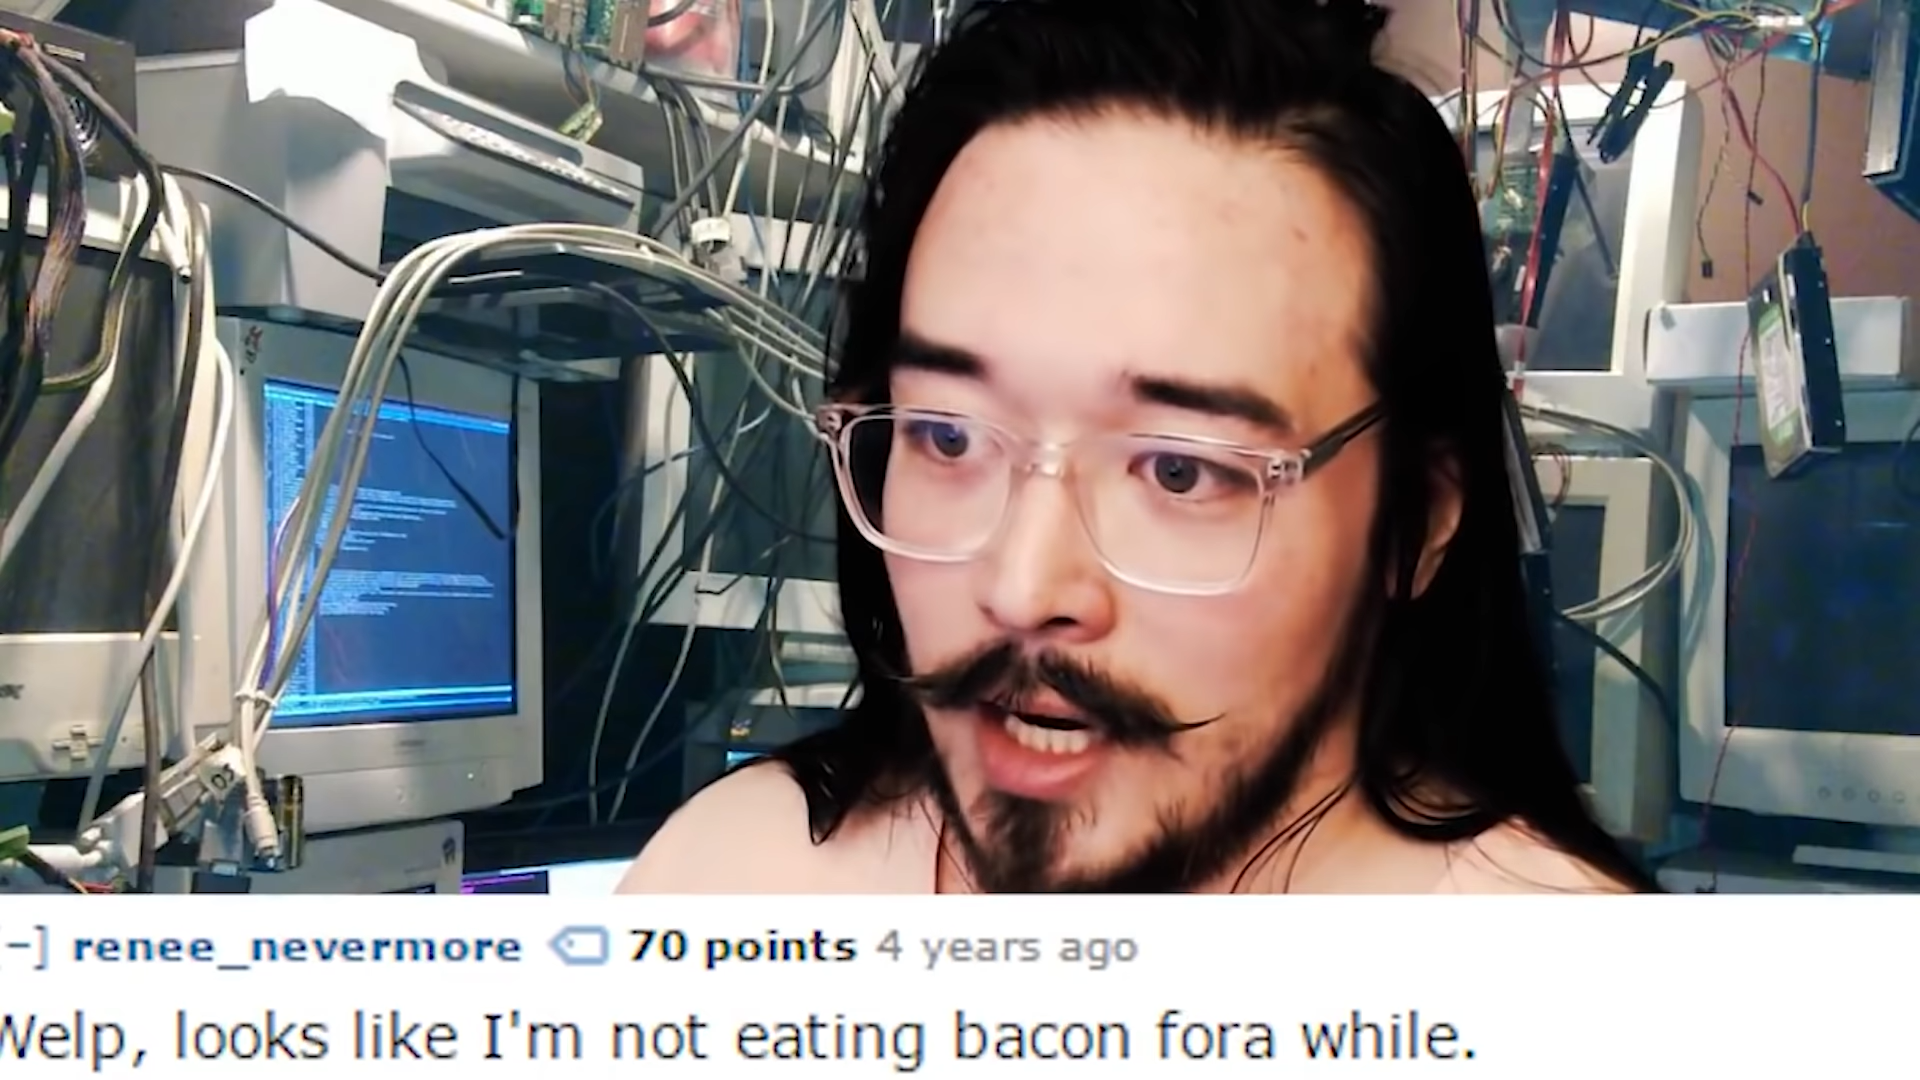 [–] renee_nevermore 70 points 4 years ago
Welp, looks like I'm not eating bacon fora while.